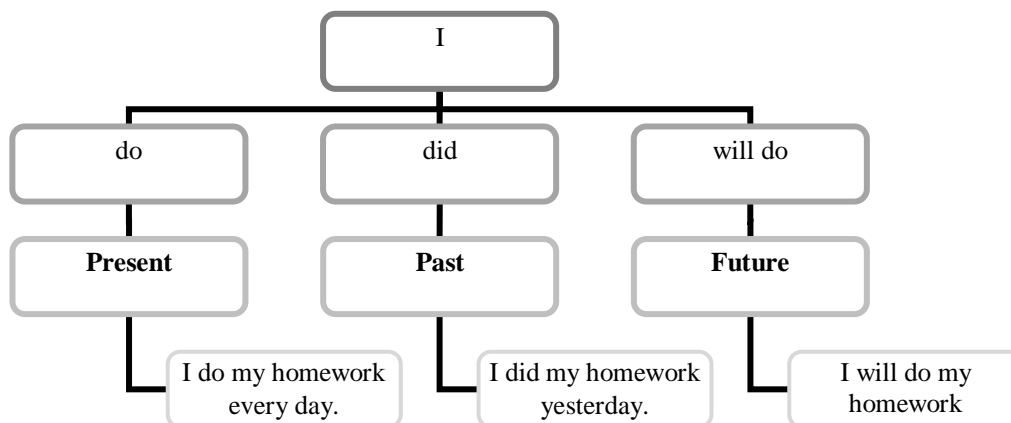 I
do
did
will do
Present
Past
Future
I do my homework
every day.
I did my homework
yesterday.
I will do my
homework